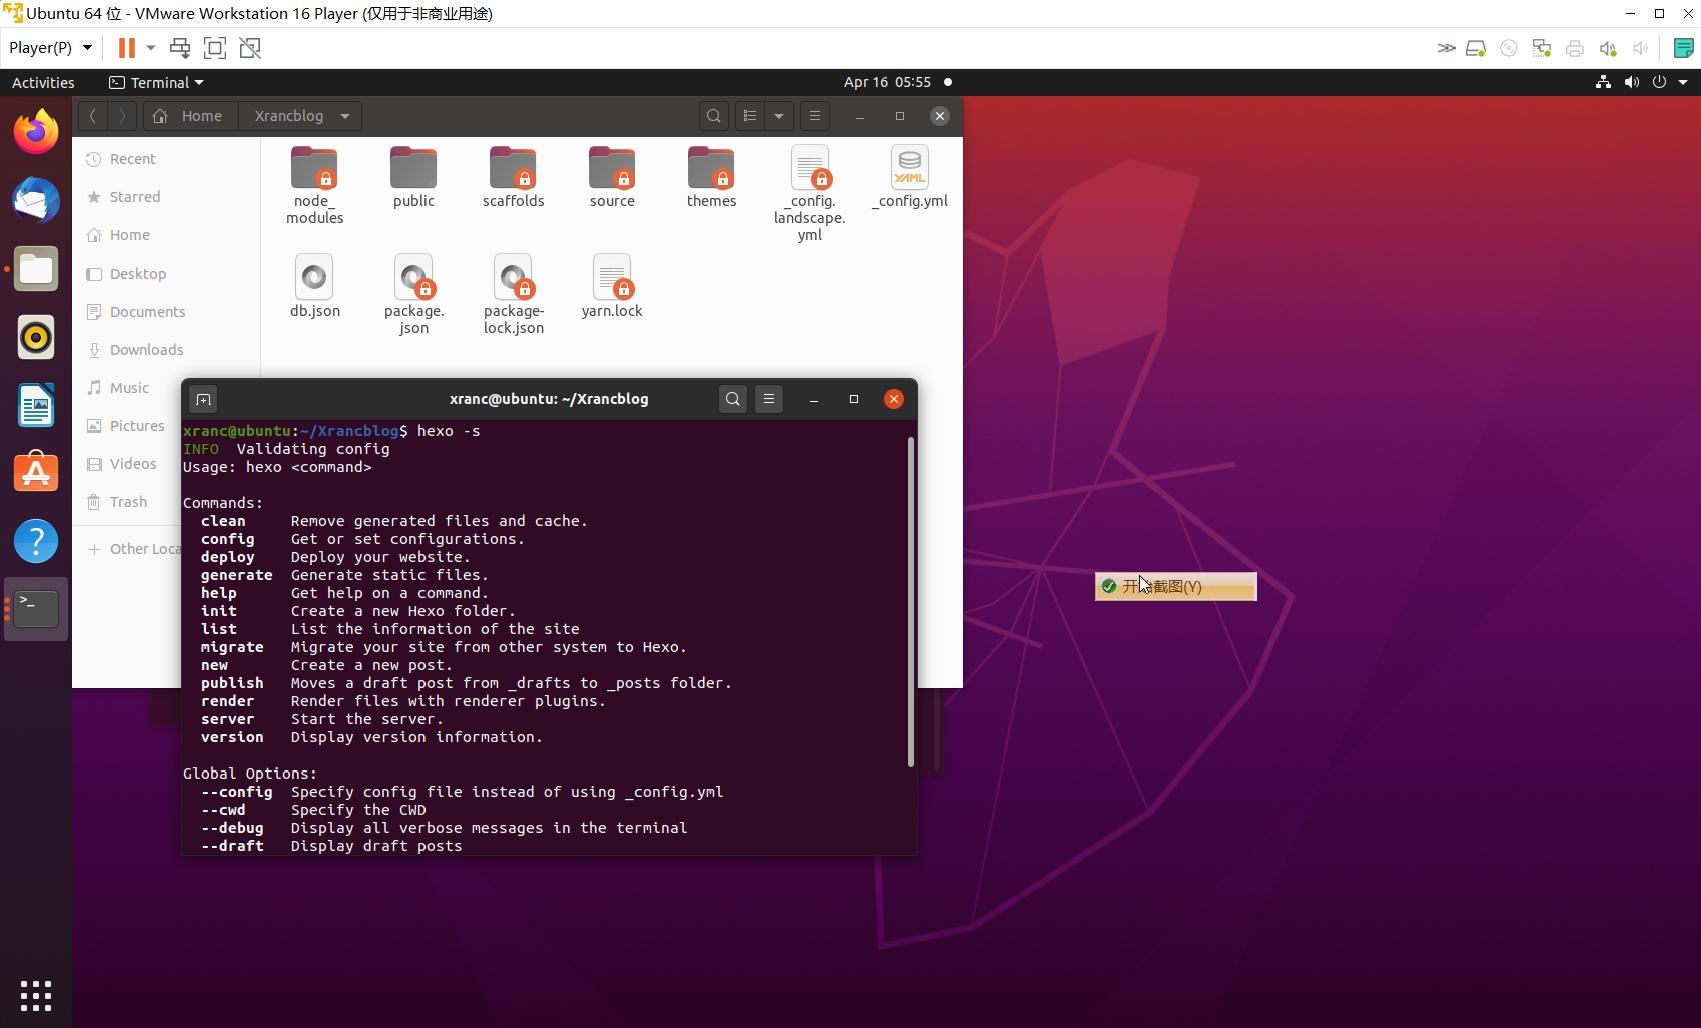 Ubuntu 64 位 - VMware Workstation 16 Player (仅用于非商业用途)
Player(P)
Activities
Terminal
Apr 16 05:55
Home
Xrancblog
Recent
Starred
Home
Desktop
Documents
Downloads
Music
Pictures
Videos
Trash
Other Loca
node_
modules
public
scaffolds
source
themes
_config.
landscape.
yml
YAML
_config.yml
db.json
package.
json
package-
lock.json
yarn.lock
xranc@ubuntu: ~/Xrancblog
xranc@ubuntu:~/Xrancblog$ hexo -s
INFO  Validating config
Usage: hexo <command>
Commands:
clean     Remove generated files and cache.
config    Get or set configurations.
deploy    Deploy your website.
generate  Generate static files.
help      Get help on a command.
init      Create a new Hexo folder.
list      List the information of the site
migrate   Migrate your site from other system to Hexo.
new       Create a new post.
publish   Moves a draft post from _drafts to _posts folder.
render    Render files with renderer plugins.
server    Start the server.
version   Display version information.
Global Options:
--config  Specify config file instead of using _config.yml
--cwd     Specify the CWD
--debug   Display all verbose messages in the terminal
--draft   Display draft posts
开始截图(Y)